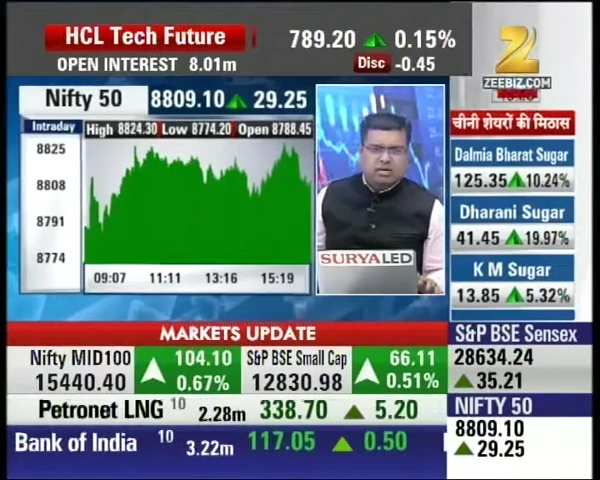 HCL Tech Future
789.20 0.15%
OPEN INTEREST 8.01m
Disc -0.45
Z
ZEEBIZ.COM
Nifty 50 8809.10 29.25
Intraday High 8824.30 Low 8774.20 Open 8788.45
8825
8808
8791
8774
09:07 11:11 13:16 15:19
SURYA LED
चीनी शेयरों की मिठास
Dalmia Bharat Sugar
125.35 10.24%
Dharani Sugar
41.45 19.97%
K M Sugar
13.85 5.32%
MARKETS UPDATE
Nifty MID100 104.10 S&P BSE Small Cap 66.11
15440.40 0.67% 12830.98 0.51%
Petronet LNG 10 2.28m 338.70 5.20
Bank of India 10 3.22m 117.05 0.50
S&P BSE Sensex
28634.24
35.21
NIFTY 50
8809.10
29.25